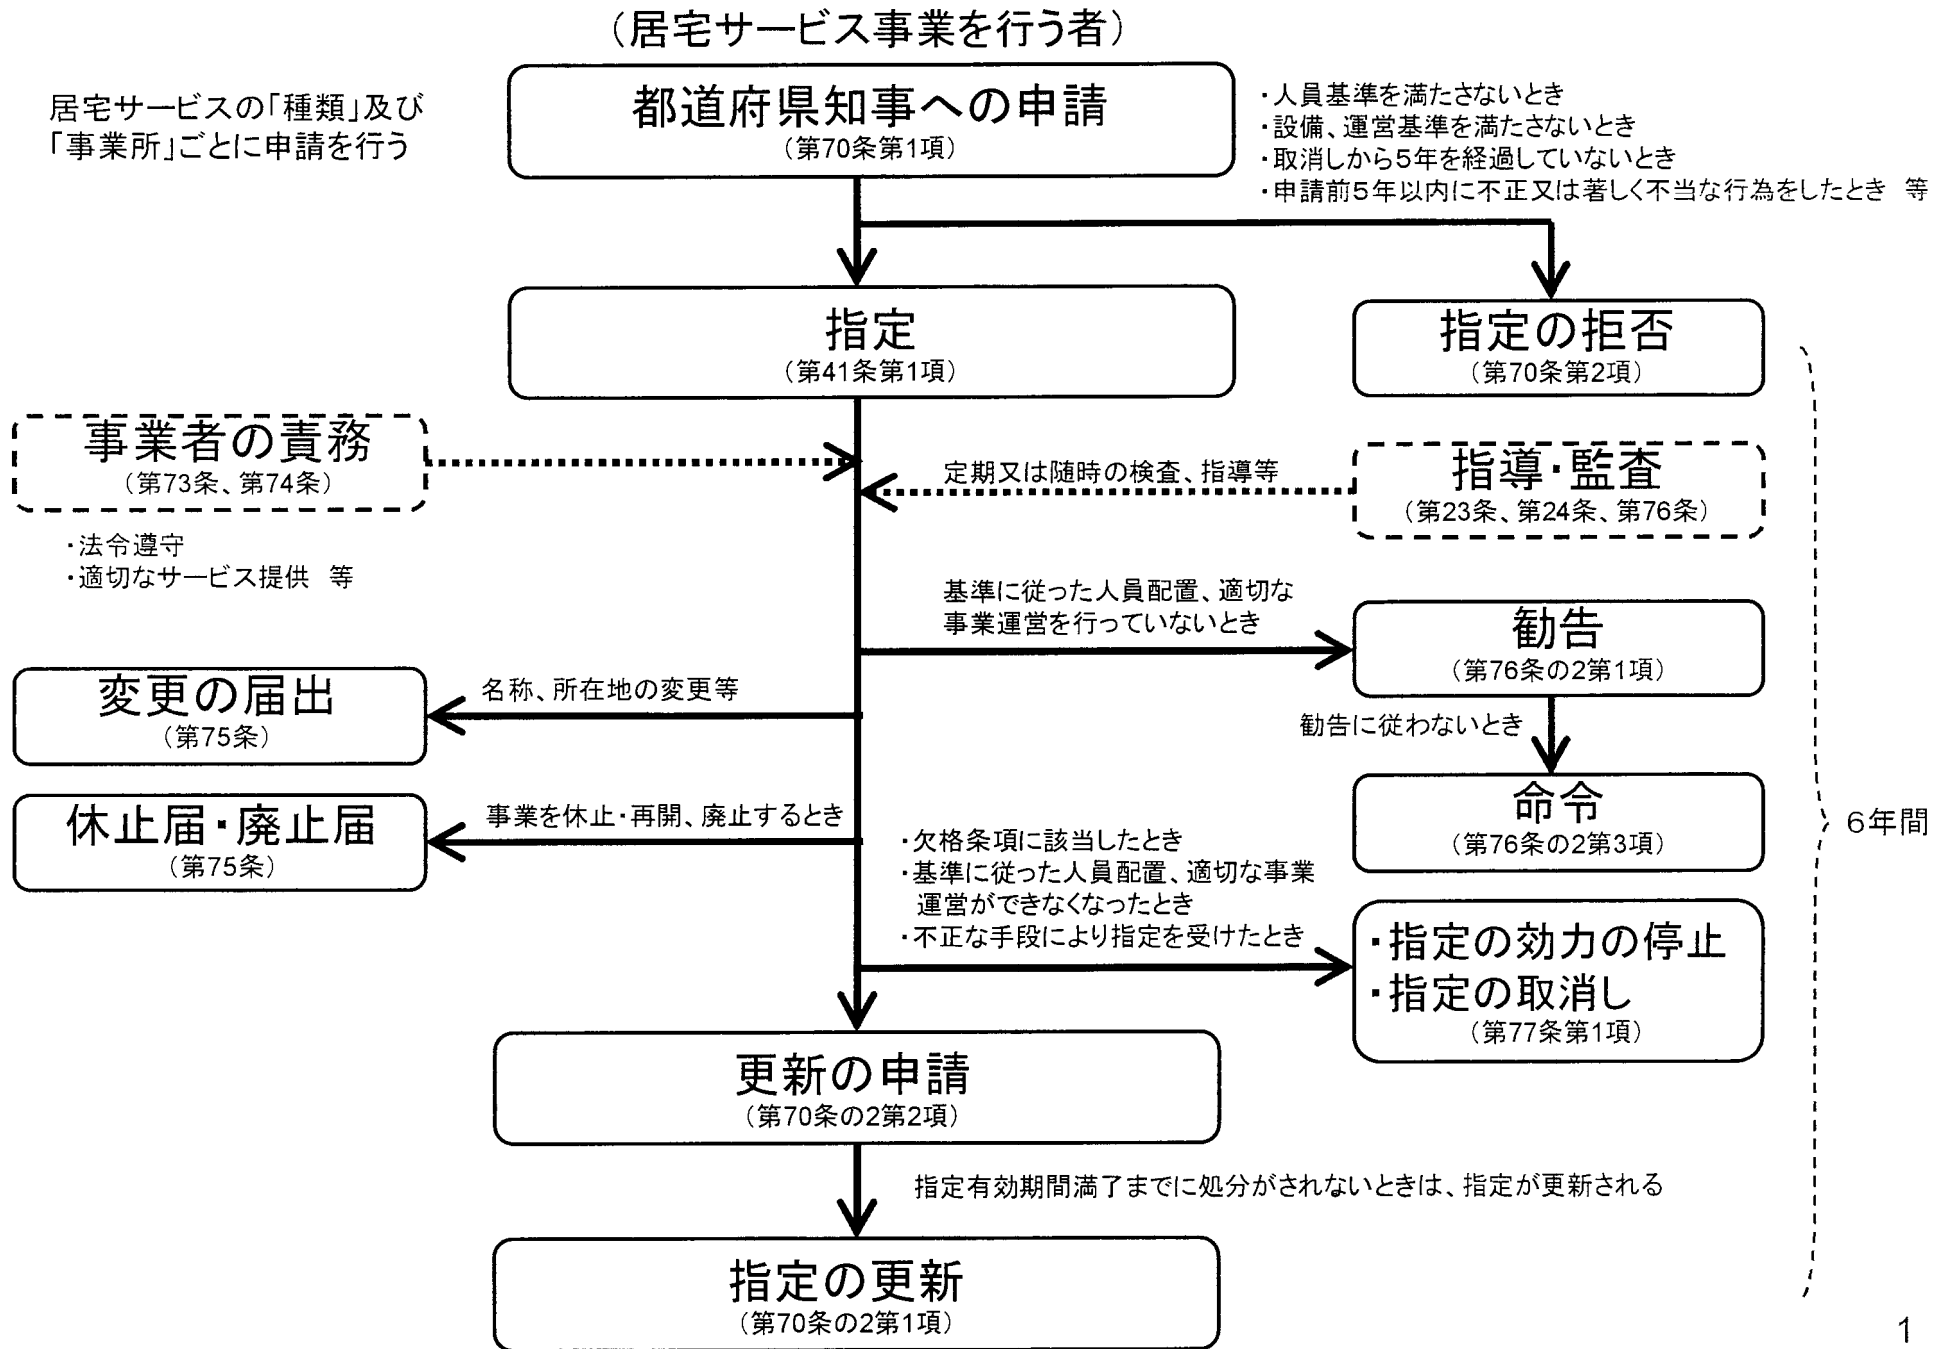 （居宅サービス事業を行う者）
居宅サービスの「種類」及び
「事業所」ごとに申請を行う
都道府県知事への申請
（第70条第1項）
・人員基準を満たさないとき
・設備、運営基準を満たさないとき
・取消しから５年を経過していないとき
・申請前５年以内に不正又は著しく不当な行為をしたとき 等
指定
（第41条第1項）
指定の拒否
（第70条第2項）
事業者の責務
（第73条、第74条）
・法令遵守
・適切なサービス提供 等
定期又は随時の検査、指導等
指導・監査
（第23条、第24条、第76条）
基準に従った人員配置、適切な
事業運営を行っていないとき
勧告
（第76条の2第1項）
変更の届出
（第75条）
名称、所在地の変更等
勧告に従わないとき
命令
（第76条の2第3項）
休止届・廃止届
（第75条）
事業を休止・再開、廃止するとき
・欠格条項に該当したとき
・基準に従った人員配置、適切な事業
運営ができなくなったとき
・不正な手段により指定を受けたとき
・指定の効力の停止
・指定の取消し
（第77条第1項）
６年間
更新の申請
（第70条の2第2項）
指定有効期間満了までに処分がされないときは、指定が更新される
指定の更新
（第70条の2第1項）
1